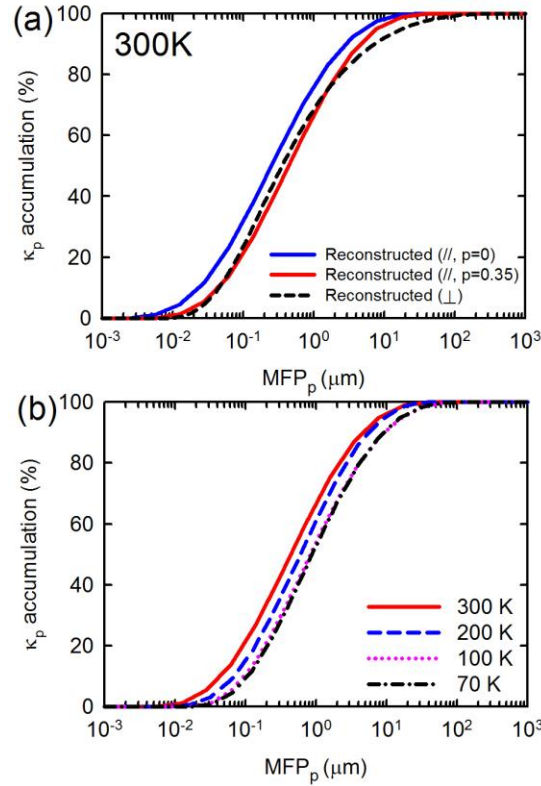 (a)
300K
100
80
60
40
20
0
κp accumulation (%)
Reconstructed (//, p=0)
Reconstructed (//, p=0.35)
Reconstructed (⊥)
10⁻³ 10⁻² 10⁻¹ 10⁰ 10¹ 10² 10³
MFPp (μm)
(b)
100
80
60
40
20
0
κp accumulation (%)
300 K
200 K
100 K
70 K
10⁻³ 10⁻² 10⁻¹ 10⁰ 10¹ 10² 10³
MFPp (μm)